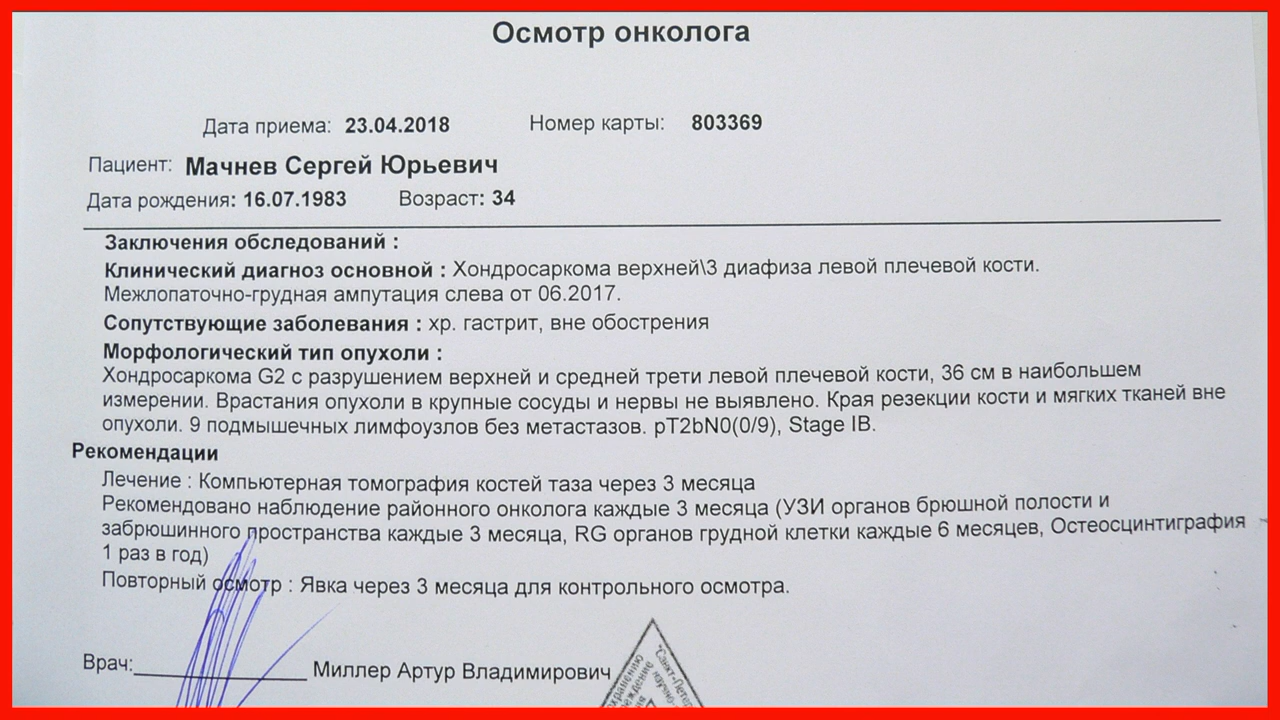 Осмотр онколога
Дата приема: 23.04.2018 Номер карты: 803369
Пациент: Мачнев Сергей Юрьевич
Дата рождения: 16.07.1983 Возраст: 34
Заключения обследований :
Клинический диагноз основной : Хондросаркома верхней\3 диафиза левой плечевой кости.
Межлопаточно-грудная ампутация слева от 06.2017.
Сопутствующие заболевания : хр. гастрит, вне обострения
Морфологический тип опухоли :
Хондросаркома G2 с разрушением верхней и средней трети левой плечевой кости, 36 см в наибольшем
измерении. Врастания опухоли в крупные сосуды и нервы не выявлено. Края резекции кости и мягких тканей вне
опухоли. 9 подмышечных лимфоузлов без метастазов. pT2bN0(0/9), Stage IB.
Рекомендации
Лечение : Компьютерная томография костей таза через 3 месяца
Рекомендовано наблюдение районного онколога каждые 3 месяца (УЗИ органов брюшной полости и
забрюшинного пространства каждые 3 месяца, RG органов грудной клетки каждые 6 месяцев, Остеосцинтиграфия
1 раз в год)
Повторный осмотр : Явка через 3 месяца для контрольного осмотра.
Врач: Миллер Артур Владимирович